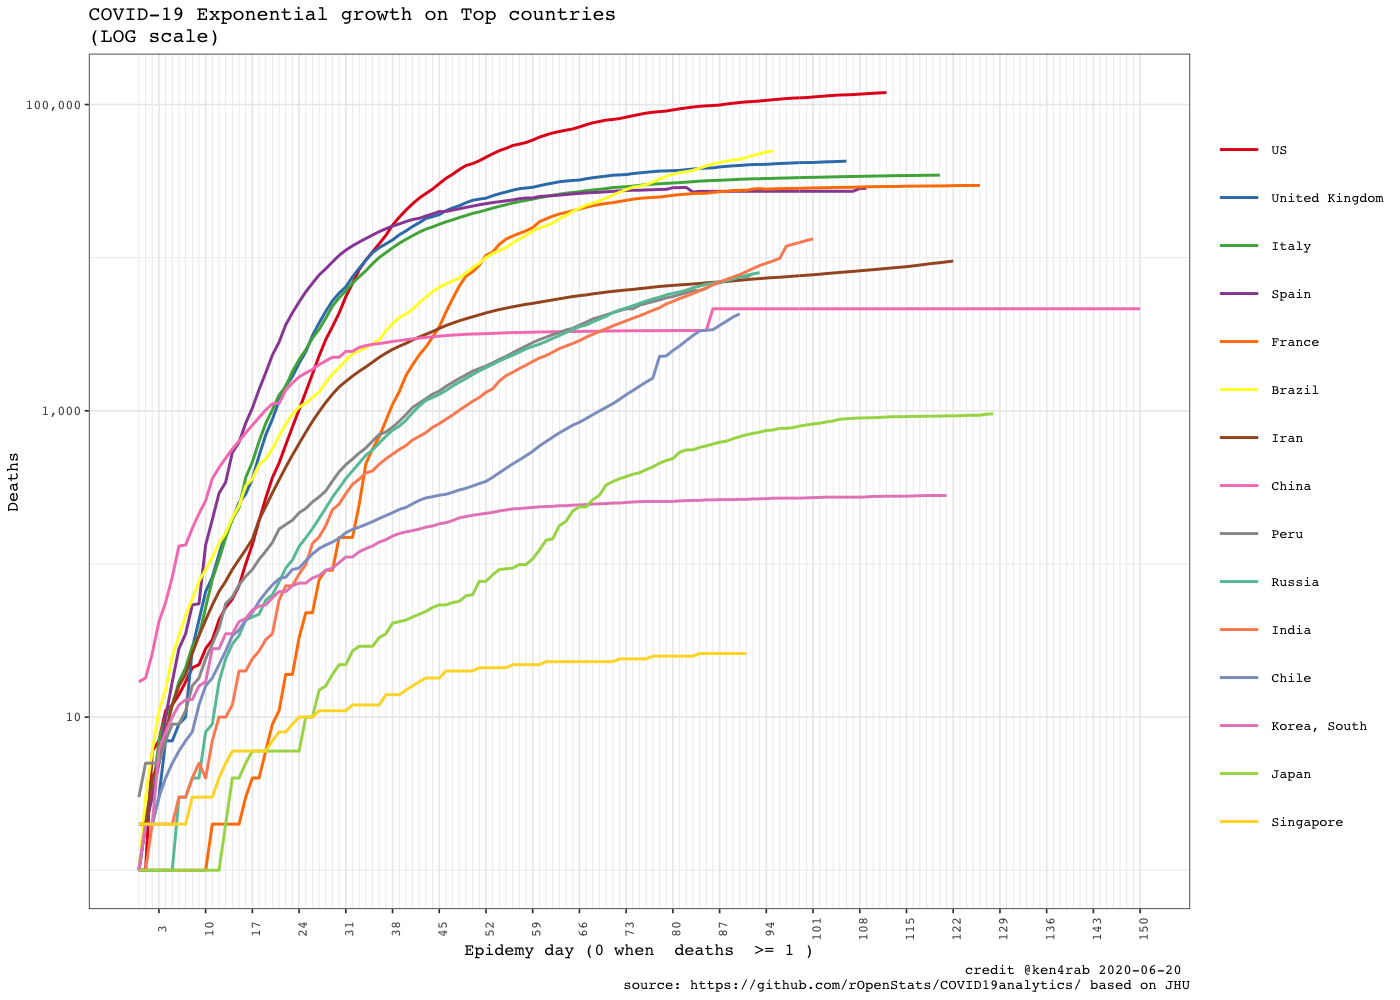 COVID-19 Exponential growth on Top countries
(LOG scale)
Deaths
100,000
1,000
10
3
10
17
24
31
38
45
52
59
66
73
80
87
94
101
108
115
122
129
136
143
150
Epidemy day (0 when  deaths  >= 1 )
US
United Kingdom
Italy
Spain
France
Brazil
Iran
China
Peru
Russia
India
Chile
Korea, South
Japan
Singapore
credit @ken4rab 2020-06-20
source: https://github.com/rOpenStats/COVID19analytics/ based on JHU